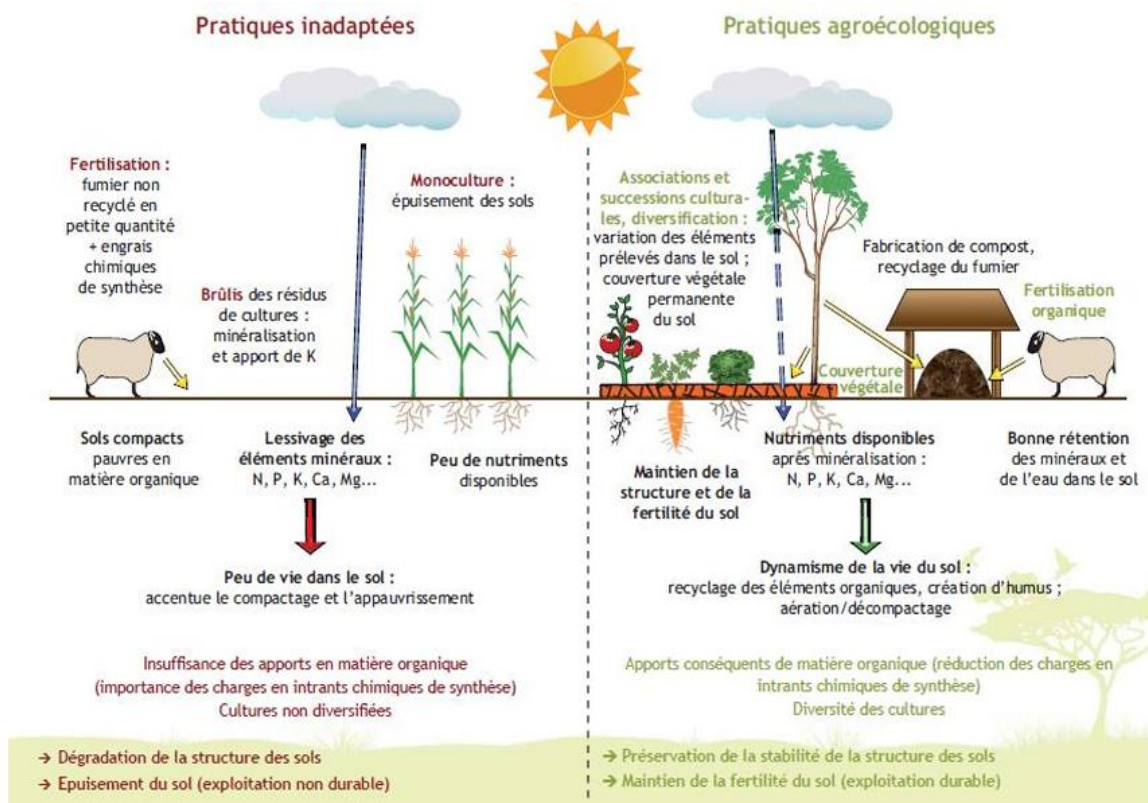 Pratiques inadaptées
Fertilisation :
fumier non
recyclé en
petite quantité
+ engrais
chimiques
de synthèse
Brûlis des résidus
de cultures :
minéralisation
et apport de K
Monoculture :
épuisement des sols
Sols compacts
pauvres en
matière organique
Lessivage des
éléments minéraux :
N, P, K, Ca, Mg...
Peu de nutriments
disponibles
Peu de vie dans le sol :
accentue le compactage et l'appauvrissement
Insuffisance des apports en matière organique
(importance des charges en intrants chimiques de synthèse)
Cultures non diversifiées
→ Dégradation de la structure des sols
→ Epuisement du sol (exploitation non durable)
Pratiques agroécologiques
Associations et
successions cultura-
les, diversification :
variation des éléments
prélevés dans le sol ;
couverture végétale
permanente
du sol
Fabrication de compost,
recyclage du fumier
Fertilisation
organique
Couverture
végétale
Maintien de la
structure et de la
fertilité du sol
Nutriments disponibles
après minéralisation :
N, P, K, Ca, Mg...
Bonne rétention
des minéraux et
de l'eau dans le sol
Dynamisme de la vie du sol :
recyclage des éléments organiques, création d'humus ;
aération/décompactage
Apports conséquents de matière organique (réduction des charges en
intrants chimiques de synthèse)
Diversité des cultures
→ Préservation de la stabilité de la structure des sols
→ Maintien de la fertilité du sol (exploitation durable)